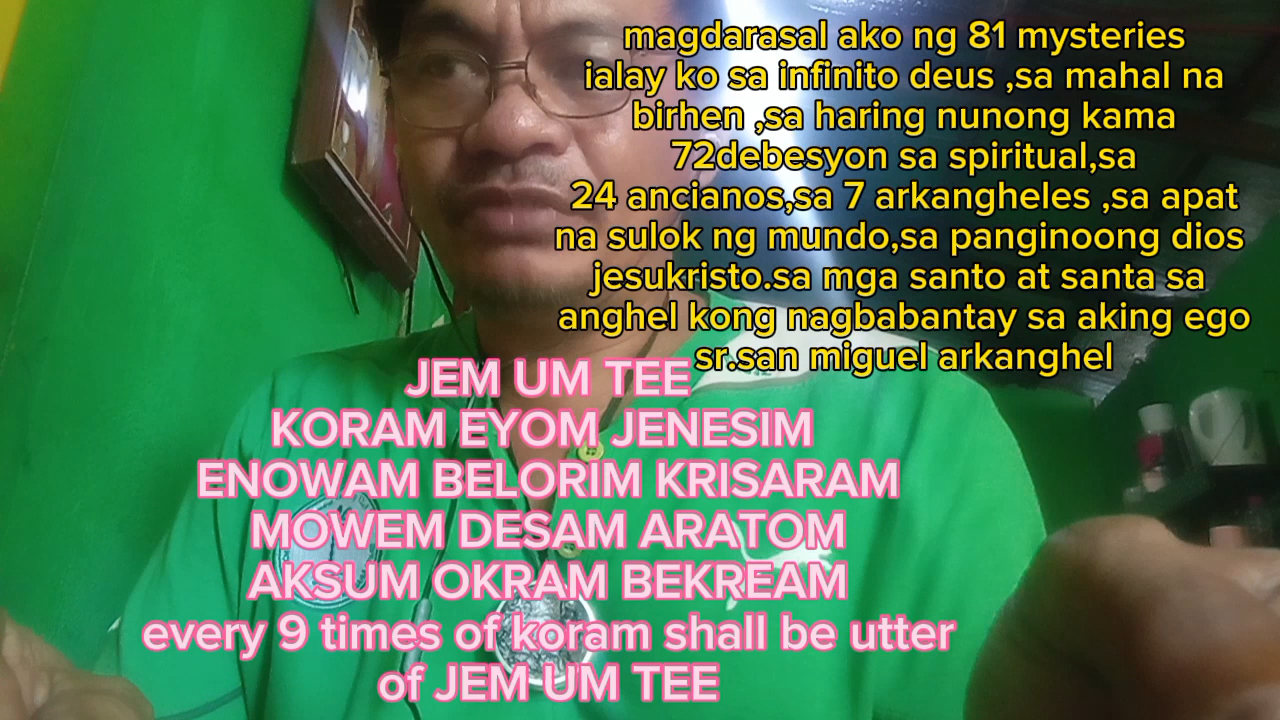 magdarasal ako ng 81 mysteries
ialay ko sa infinito deus ,sa mahal na
birhen ,sa haring nunong kama
72debesyon sa spiritual,sa
24 ancianos,sa 7 arkangheles ,sa apat
na sulok ng mundo,sa panginoong dios
jesukristo.sa mga santo at santa sa
anghel kong nagbabantay sa aking ego
sr.san miguel arkanghel
JEM UM TEE
KORAM EYOM JENESIM
ENOWAM BELORIM KRISARAM
MOWEM DESAM ARATOM
AKSUM OKRAM BEKREAM
every 9 times of koram shall be utter
of JEM UM TEE